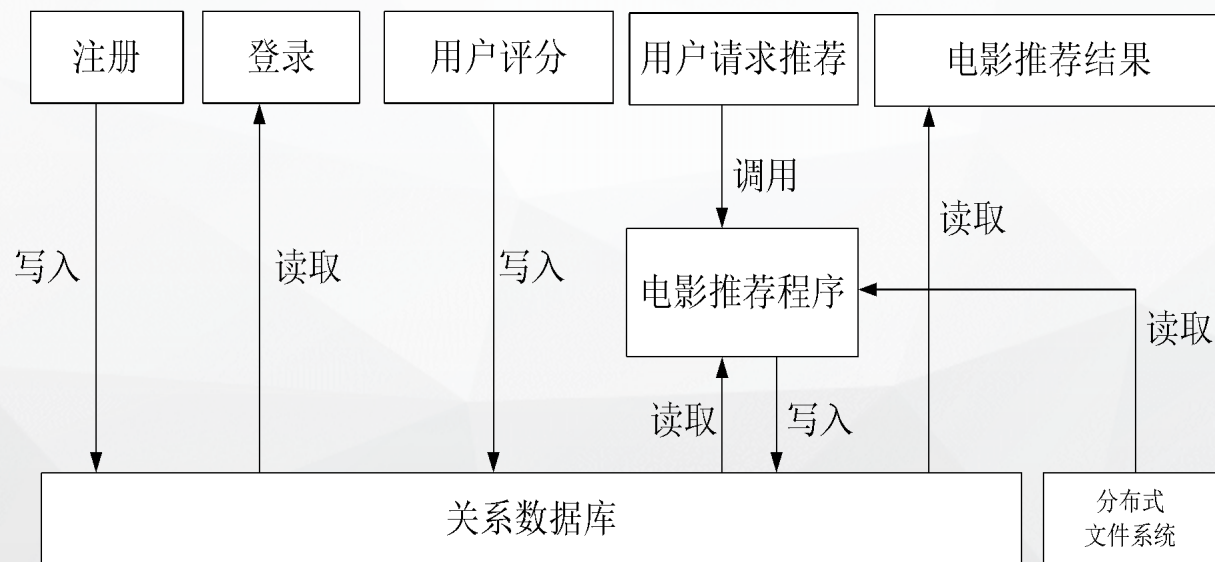 注册
登录
用户评分
用户请求推荐
电影推荐结果
调用
读取
写入
读取
写入
电影推荐程序
读取
读取
写入
关系数据库
分布式
文件系统